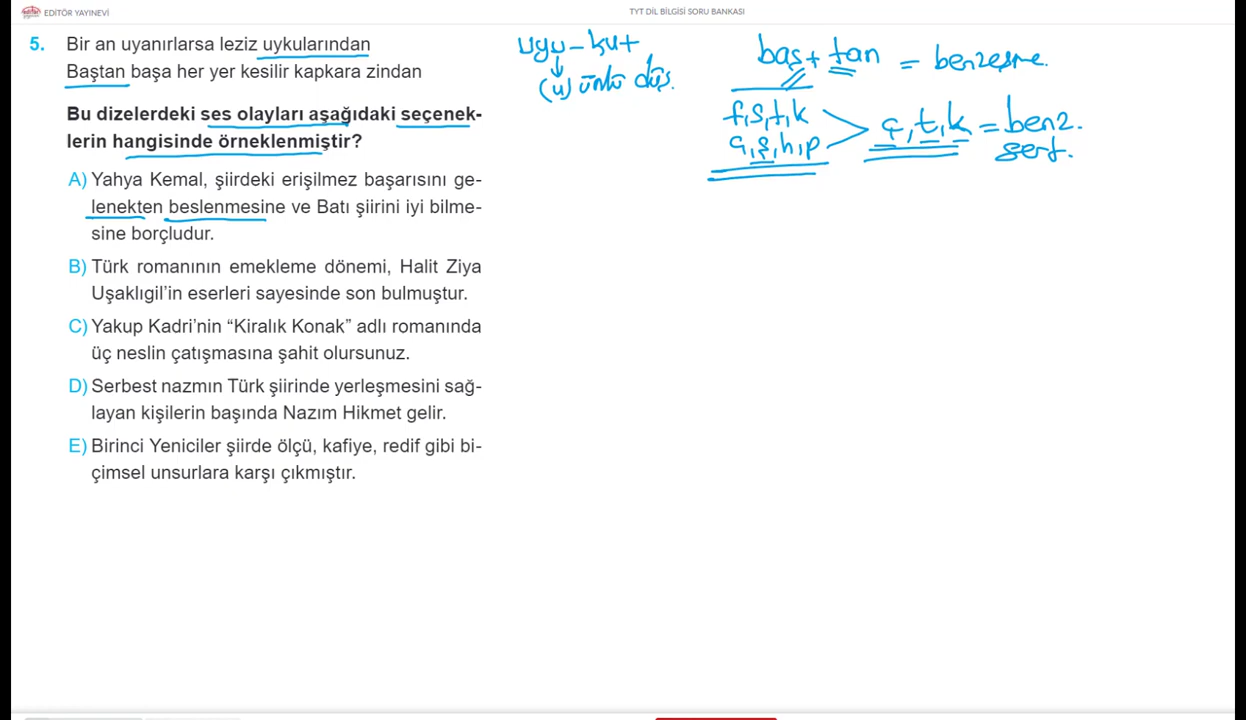 EDİTÖR YAYINEVİ
TYT DİL BİLGİSİ SORU BANKASI
5. Bir an uyanırlarsa leziz uykularından
Baştan başa her yer kesilir kapkara zindan
Bu dizelerdeki ses olayları aşağıdaki seçenek-
lerin hangisinde örneklenmiştir?
A) Yahya Kemal, şiirdeki erişilmez başarısını ge-
lenekten beslenmesine ve Batı şiirini iyi bilme-
sine borçludur.
B) Türk romanının emekleme dönemi, Halit Ziya
Uşaklıgil'in eserleri sayesinde son bulmuştur.
C) Yakup Kadri'nin “Kiralık Konak” adlı romanında
üç neslin çatışmasına şahit olursunuz.
D) Serbest nazmın Türk şiirinde yerleşmesini sağ-
layan kişilerin başında Nazım Hikmet gelir.
E) Birinci Yeniciler şiirde ölçü, kafiye, redif gibi bi-
çimsel unsurlara karşı çıkmıştır.
uyu-ku+
(u) ünlü düş.
baş+tan = benzeşme.
f,s,t,k
ç,ş,h,p > ç,t,k = benz.
sert.